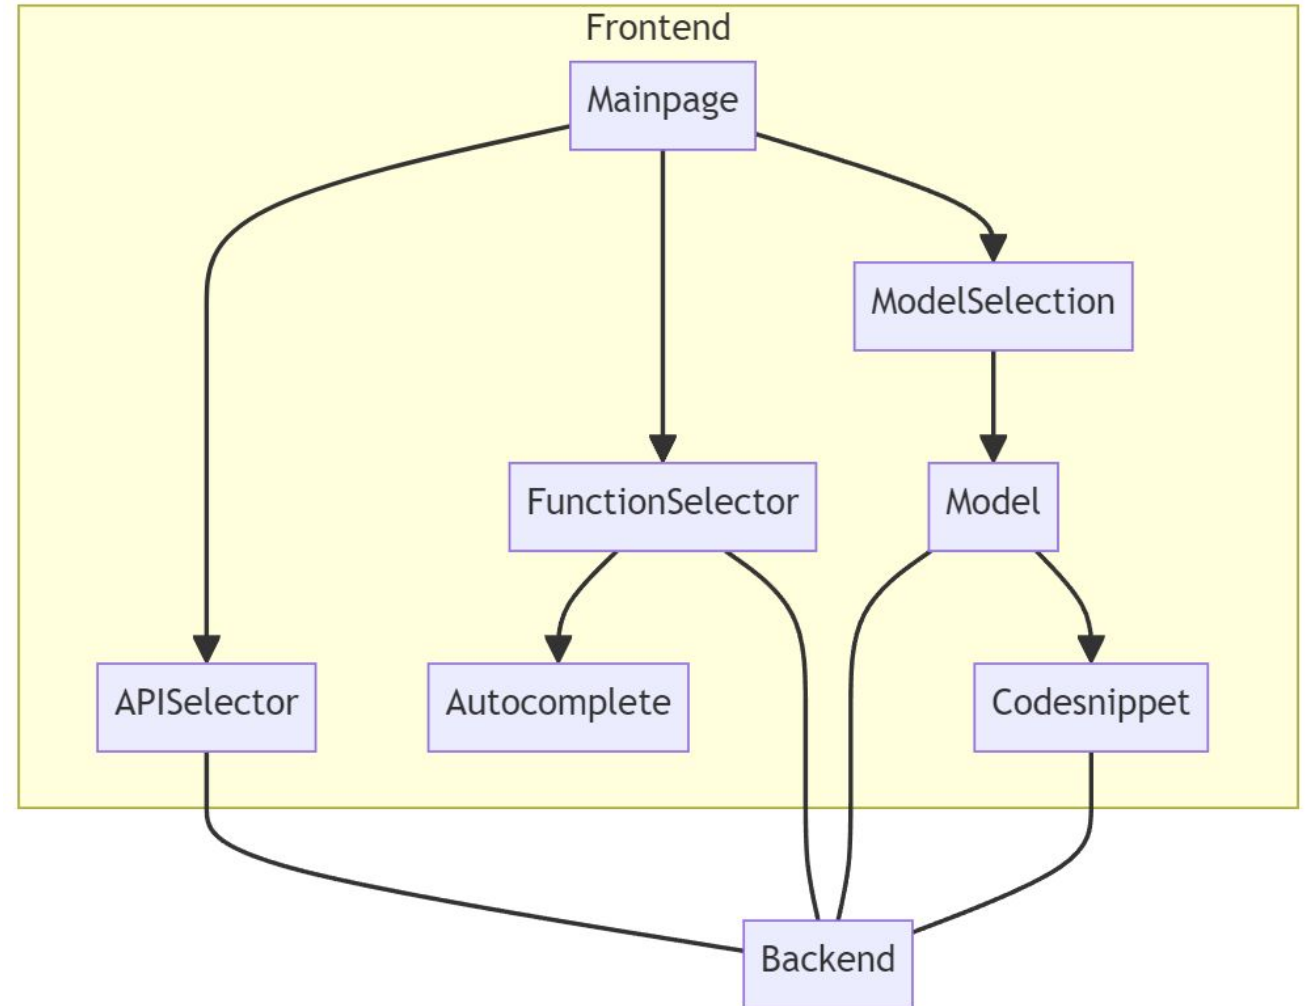 Frontend
Mainpage
ModelSelection
FunctionSelector
Model
APISelector
Autocomplete
Codesnippet
Backend